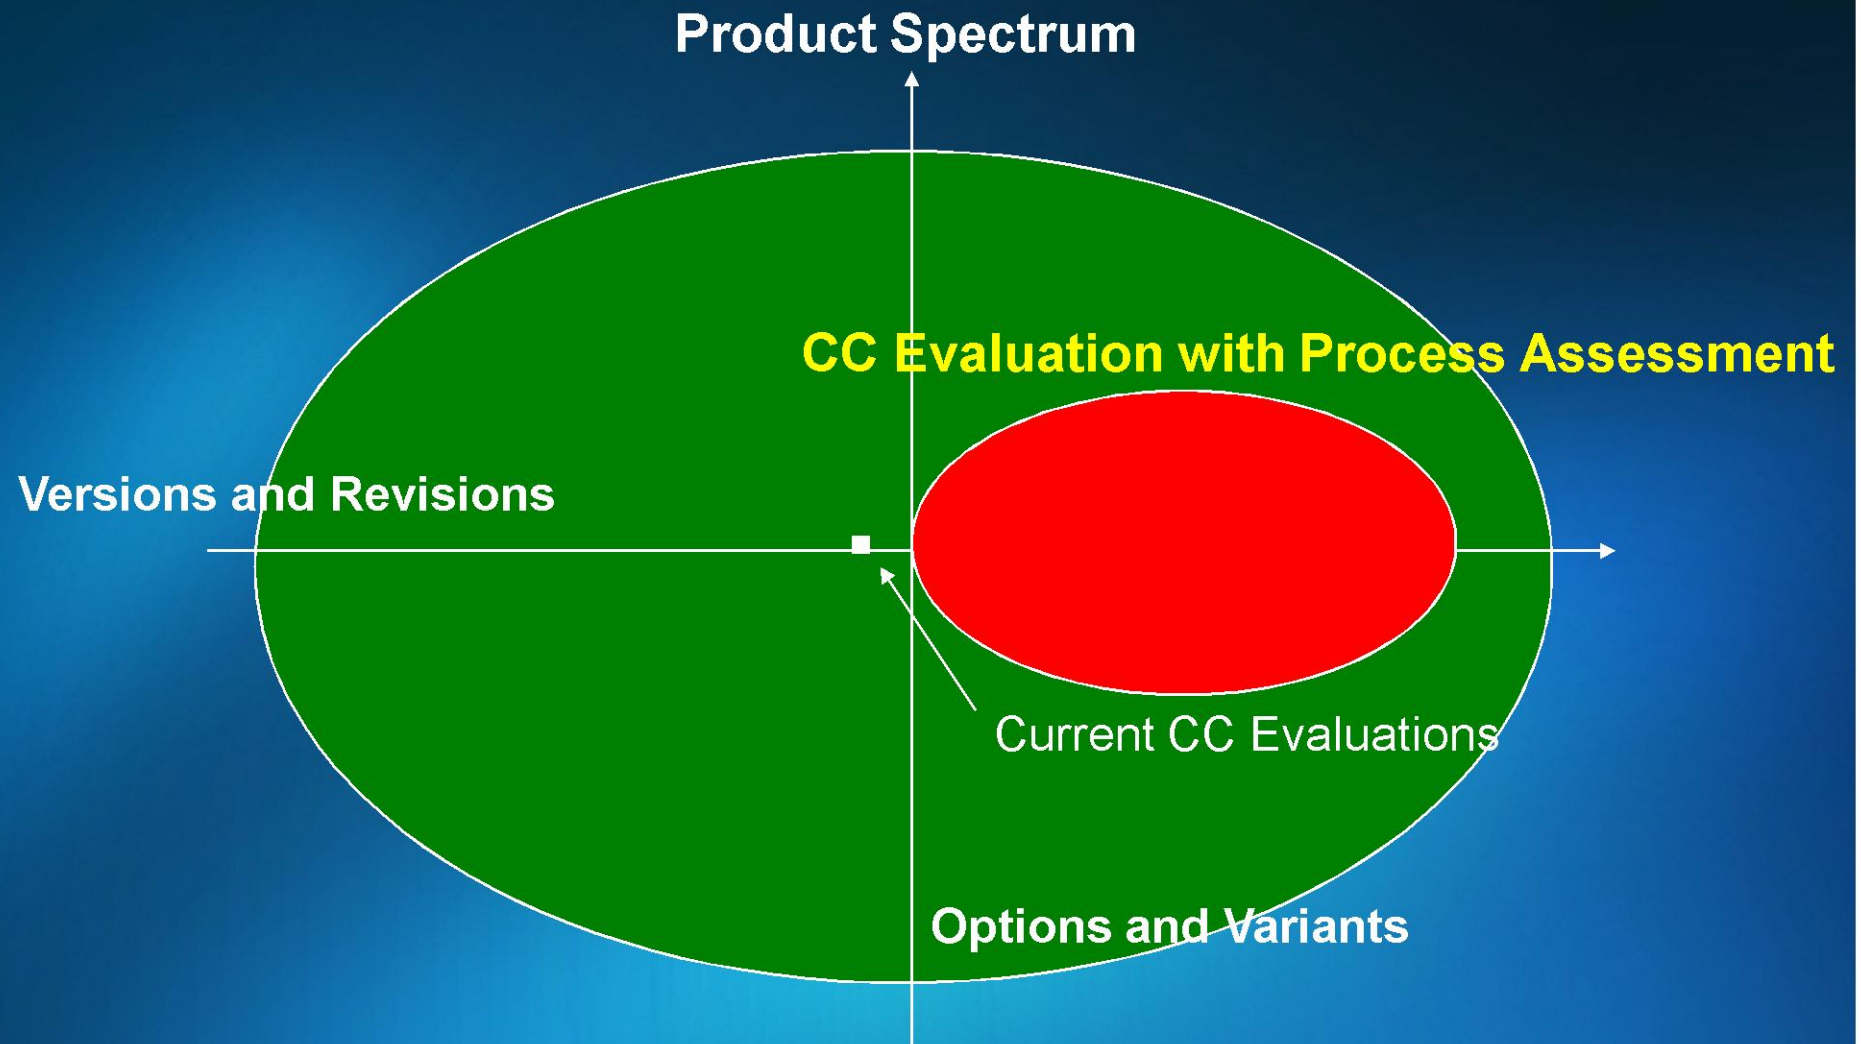 Product Spectrum
CC Evaluation with Process Assessment
Versions and Revisions
Current CC Evaluations
Options and Variants